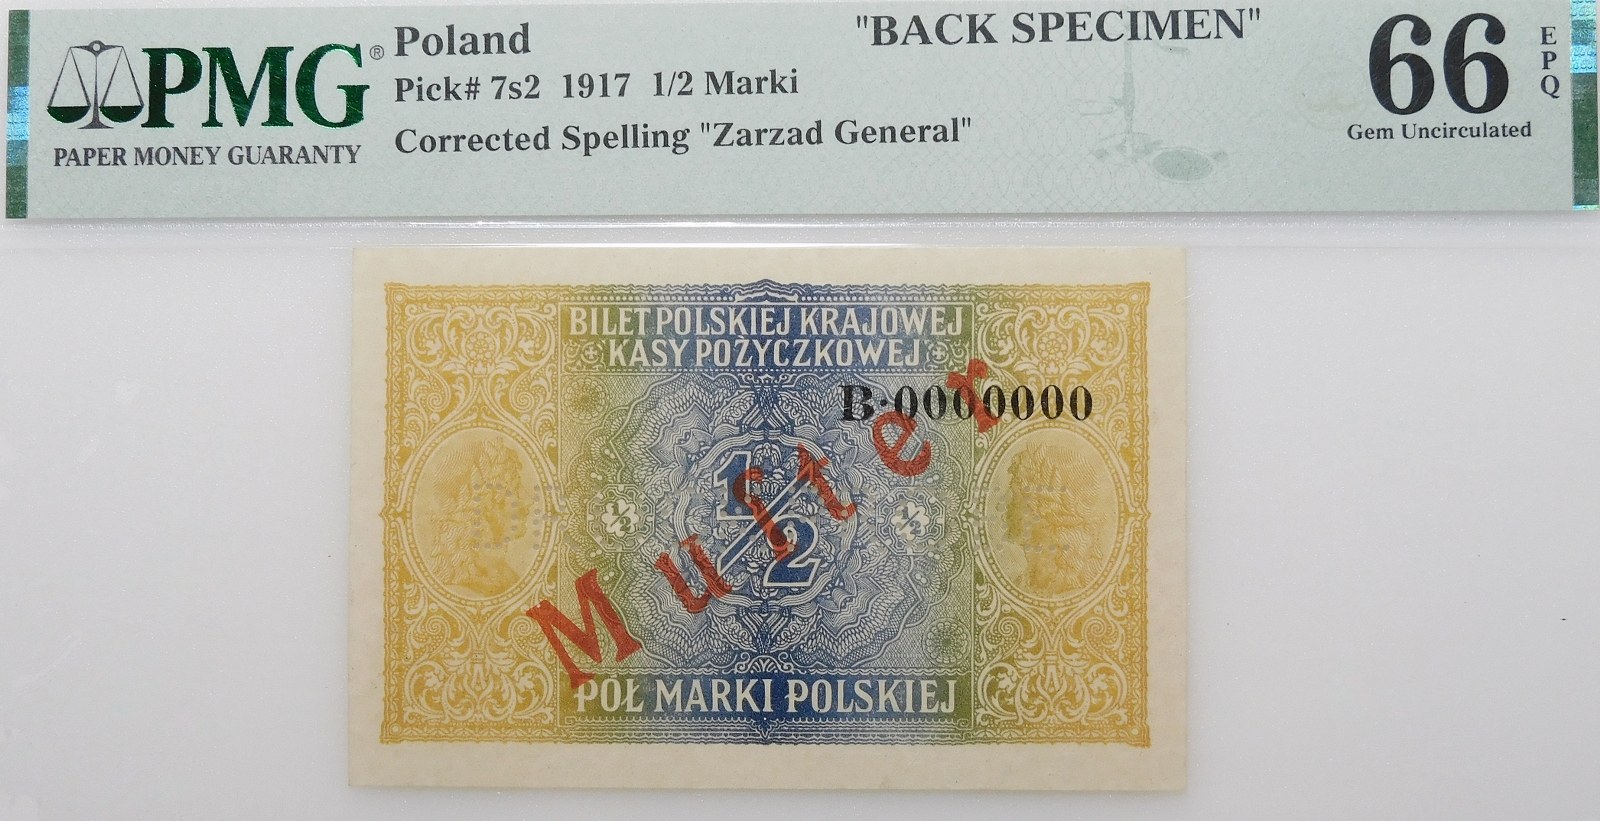 PMG®
PAPER MONEY GUARANTY
Poland
Pick# 7s2 1917 1/2 Marki
Corrected Spelling "Zarzad General"
"BACK SPECIMEN"
66
EPQ
Gem Uncirculated
BILET POLSKIEJ KRAJOWEJ
KASY POŻYCZKOWEJ
B·0000000
1/2
1/2
1/2
Muſter
PÓŁ MARKI POLSKIEJ